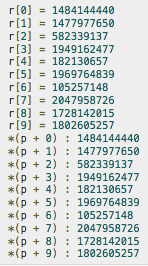 r[0] = 1484144440
r[1] = 1477977650
r[2] = 582339137
r[3] = 1949162477
r[4] = 182130657
r[5] = 1969764839
r[6] = 105257148
r[7] = 2047958726
r[8] = 1728142015
r[9] = 1802605257
*(p + 0) : 1484144440
*(p + 1) : 1477977650
*(p + 2) : 582339137
*(p + 3) : 1949162477
*(p + 4) : 182130657
*(p + 5) : 1969764839
*(p + 6) : 105257148
*(p + 7) : 2047958726
*(p + 8) : 1728142015
*(p + 9) : 1802605257